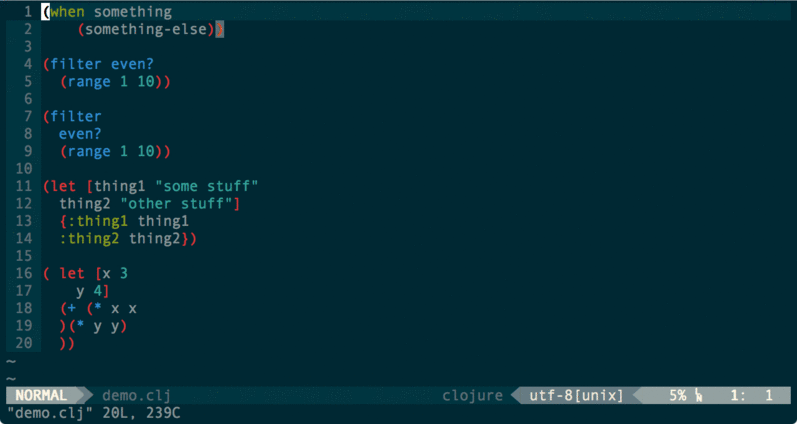 1 (when something
2     (something-else))
3
4 (filter even?
5   (range 1 10))
6
7 (filter
8   even?
9   (range 1 10))
10
11 (let [thing1 "some stuff"
12   thing2 "other stuff"]
13   {:thing1 thing1
14   :thing2 thing2})
15
16 ( let [x 3
17     y 4]
18   (+ (* x x
19   )(* y y)
20   ))
~
~
NORMAL demo.clj clojure utf-8[unix] 5% 1: 1
"demo.clj" 20L, 239C